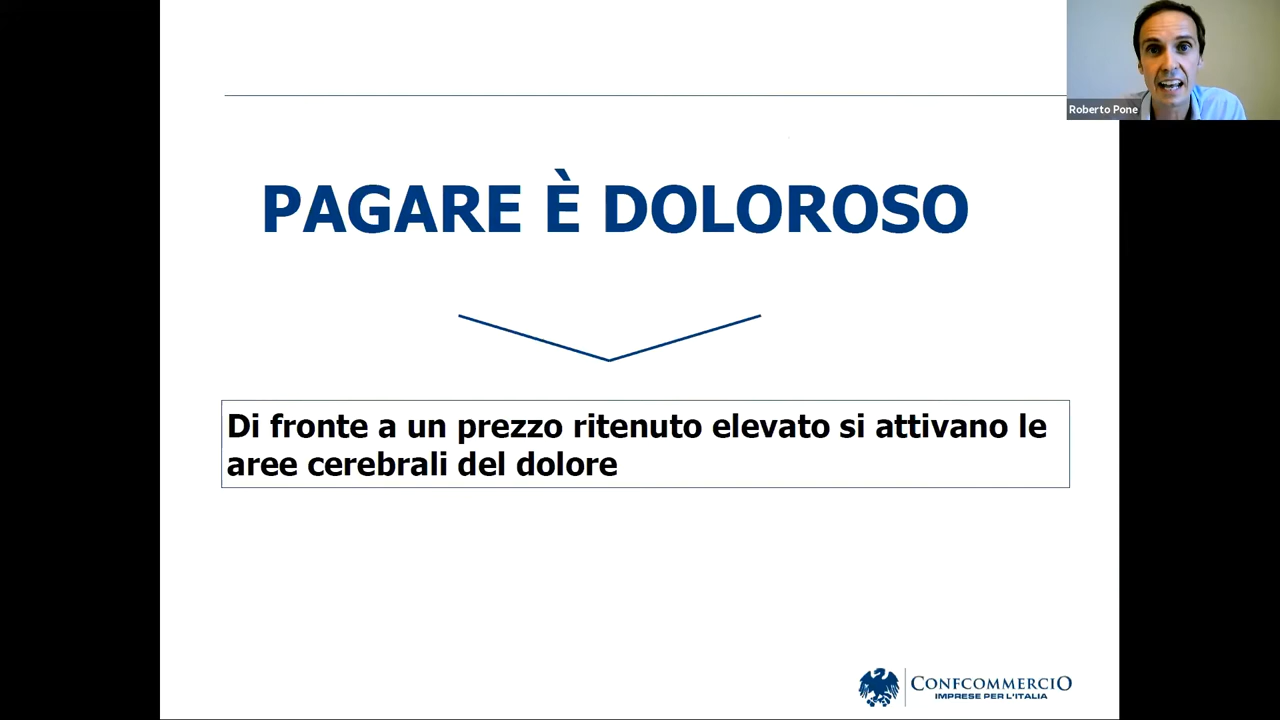 Roberto Pone
PAGARE È DOLOROSO
Di fronte a un prezzo ritenuto elevato si attivano le
aree cerebrali del dolore
CONFCOMMERCIO
IMPRESE PER L'ITALIA